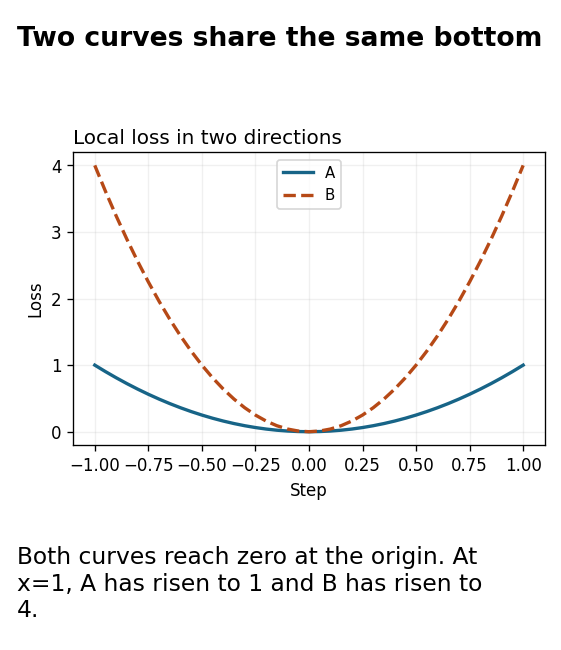 Two curves share the same bottom
Local loss in two directions
A
B
4
3
2
1
0
Loss
−1.00 −0.75 −0.50 −0.25 0.00 0.25 0.50 0.75 1.00
Step
Both curves reach zero at the origin. At
x=1, A has risen to 1 and B has risen to
4.